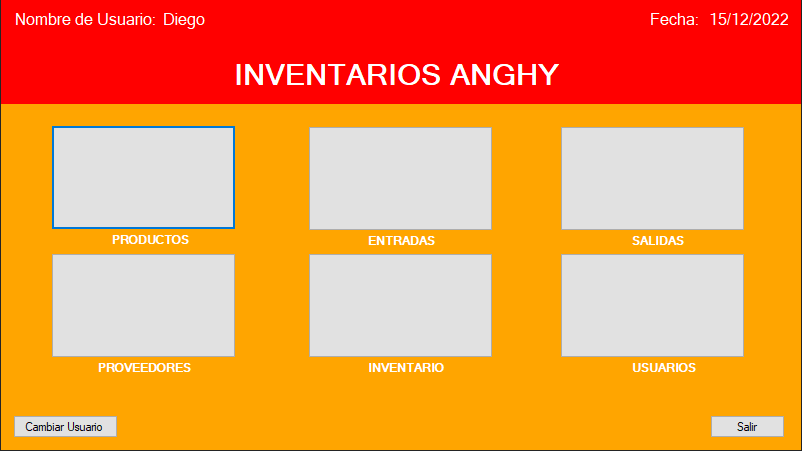 Nombre de Usuario: Diego
Fecha: 15/12/2022
INVENTARIOS ANGHY
PRODUCTOS
ENTRADAS
SALIDAS
PROVEEDORES
INVENTARIO
USUARIOS
Cambiar Usuario
Salir